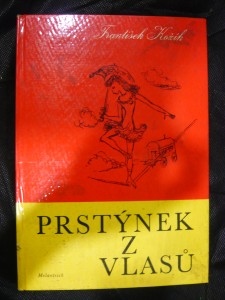 František Kožík
PRSTÝNEK
Z
VLASŮ
Melantrich